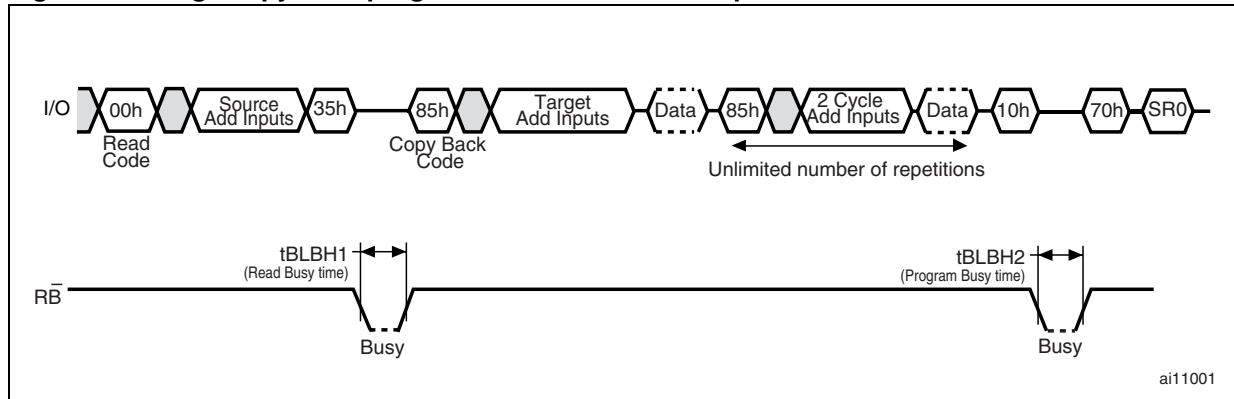 I/O
00h
Source
Add Inputs
35h
85h
Target
Add Inputs
Data
85h
2 Cycle
Add Inputs
Data
10h
70h
SR0
Read
Code
Copy Back
Code
Unlimited number of repetitions
tBLBH1
(Read Busy time)
tBLBH2
(Program Busy time)
RB̅
Busy
Busy
ai11001